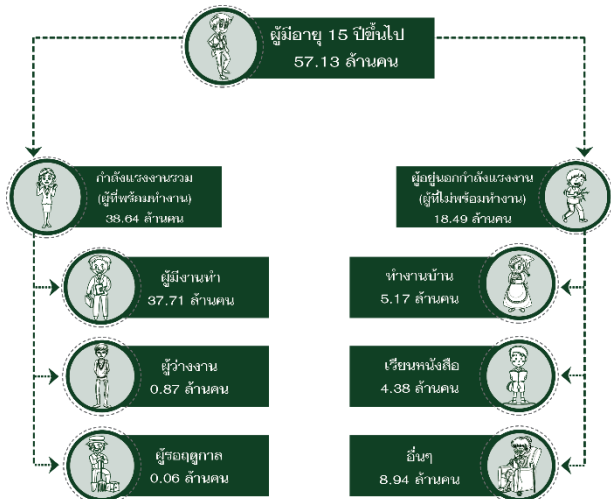 ผู้มีอายุ 15 ปีขึ้นไป
57.13 ล้านคน
กำลังแรงงานรวม
(ผู้ที่พร้อมทำงาน)
38.64 ล้านคน
ผู้มีงานทำ
37.71 ล้านคน
ผู้ว่างงาน
0.87 ล้านคน
ผู้รอฤดูกาล
0.06 ล้านคน
ผู้อยู่นอกกำลังแรงงาน
(ผู้ที่ไม่พร้อมทำงาน)
18.49 ล้านคน
ทำงานบ้าน
5.17 ล้านคน
เรียนหนังสือ
4.38 ล้านคน
อื่นๆ
8.94 ล้านคน